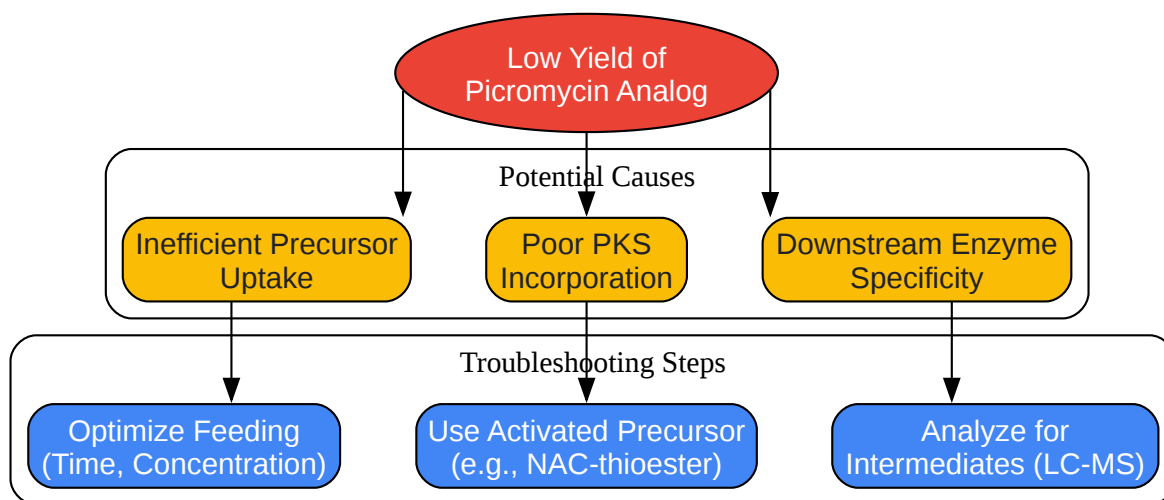 Low Yield of
Picromycin Analog
Potential Causes
Inefficient Precursor
Uptake
Poor PKS
Incorporation
Downstream Enzyme
Specificity
Troubleshooting Steps
Optimize Feeding
(Time, Concentration)
Use Activated Precursor
(e.g., NAC-thioester)
Analyze for
Intermediates (LC-MS)